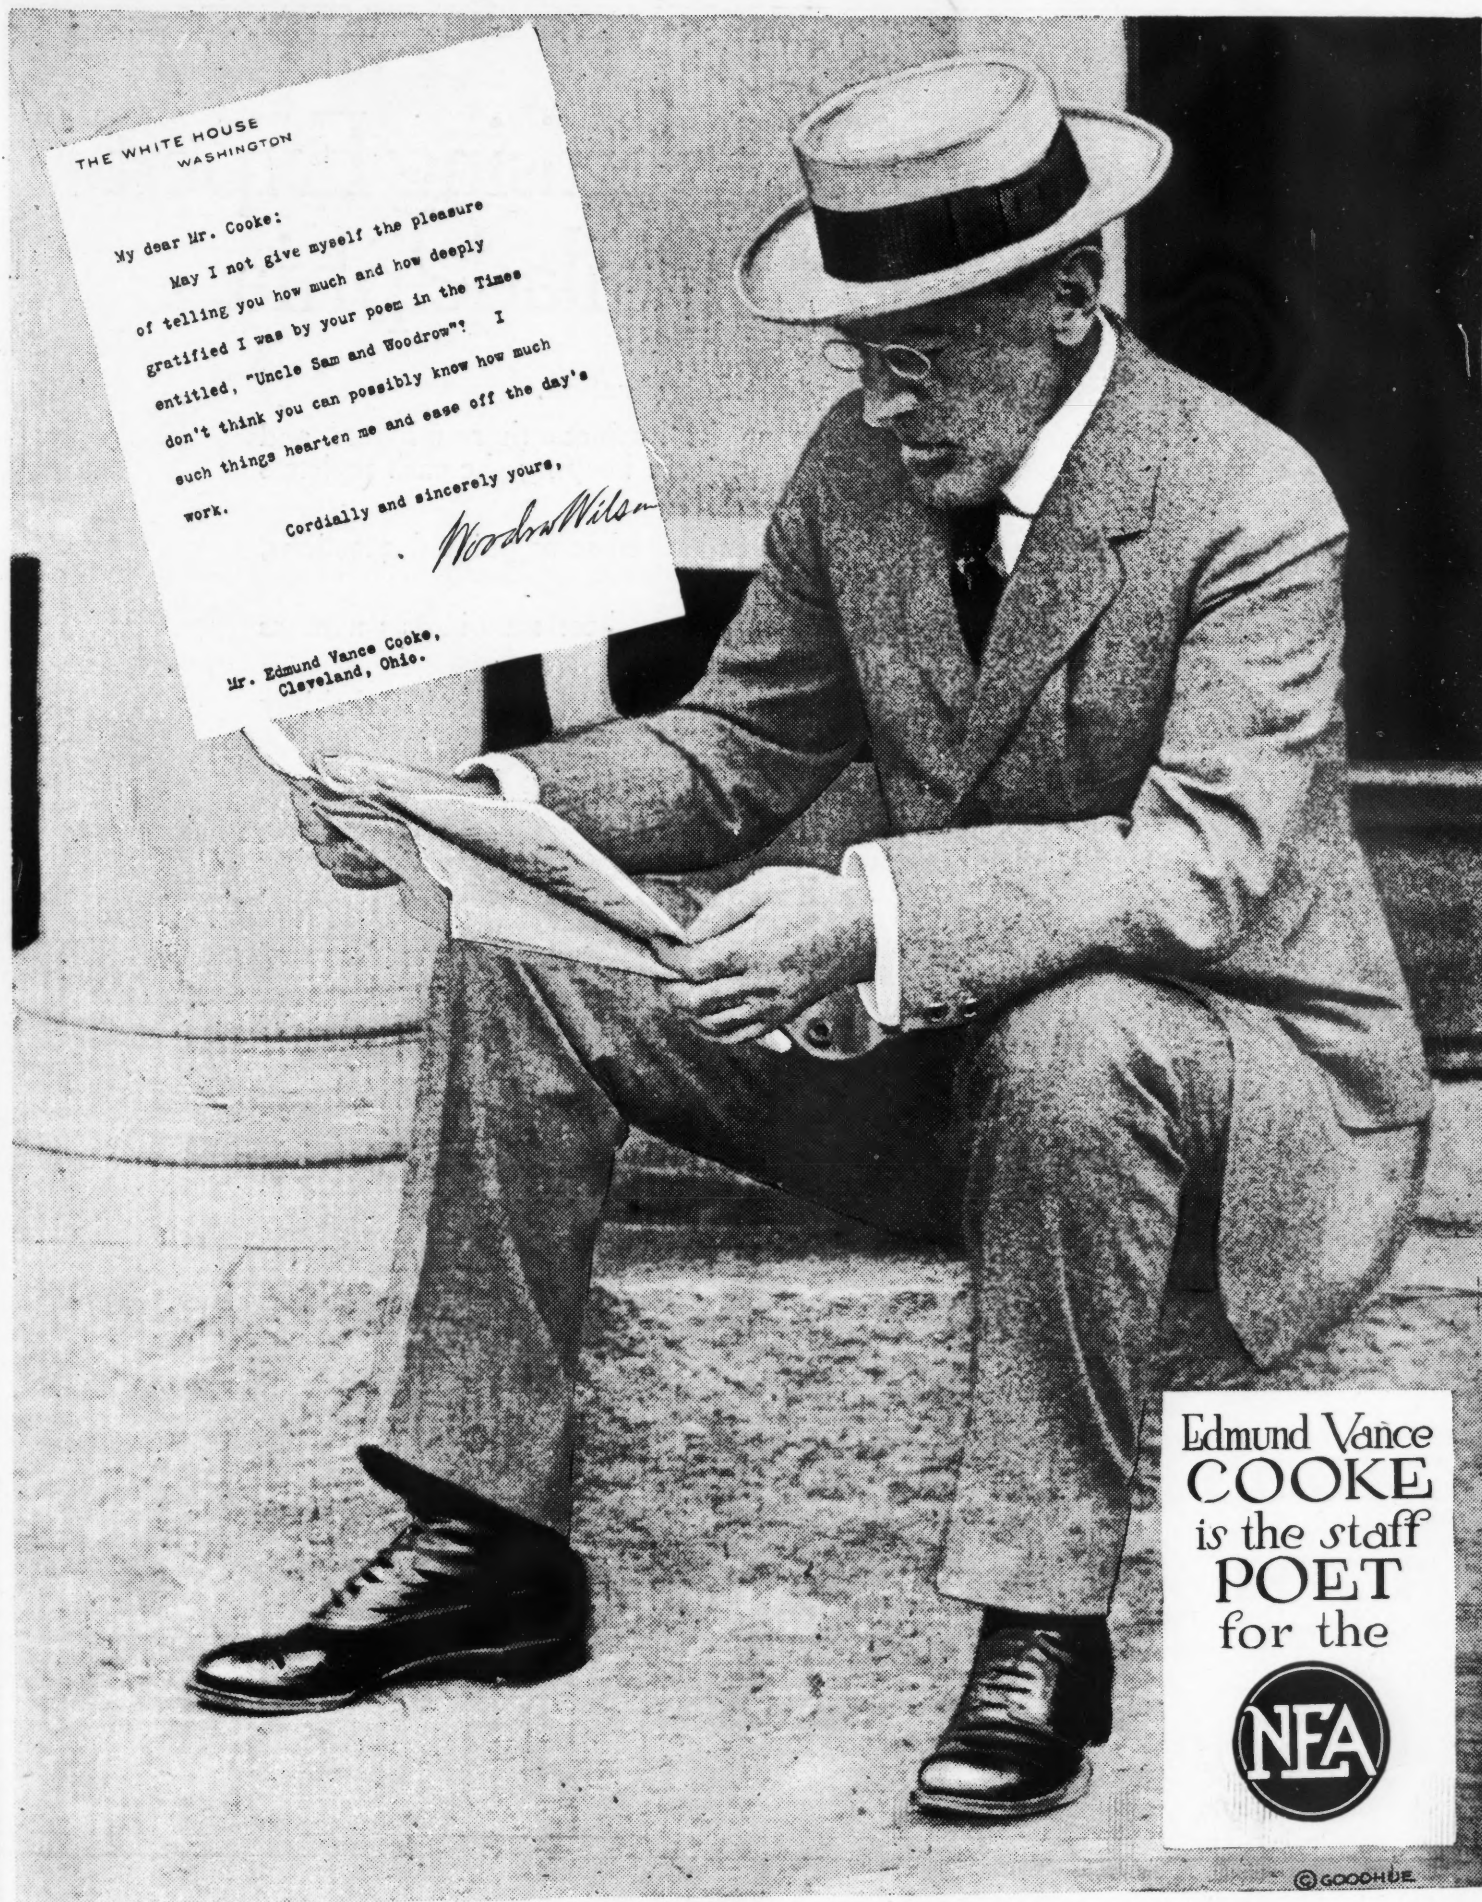 THE WHITE HOUSE
WASHINGTON
My dear Mr. Cooke:
May I not give myself the pleasure
of telling you how much and how deeply
gratified I was by your poem in the Times
entitled, "Uncle Sam and Woodrow"? I
don't think you can possibly know how much
such things hearten me and ease off the day's
work.
Cordially and sincerely yours,
Woodrow Wilson
Mr. Edmund Vance Cooke,
Cleveland, Ohio.
Edmund Vance
COOKE
is the staff
POET
for the
NEA
© GOODHUE